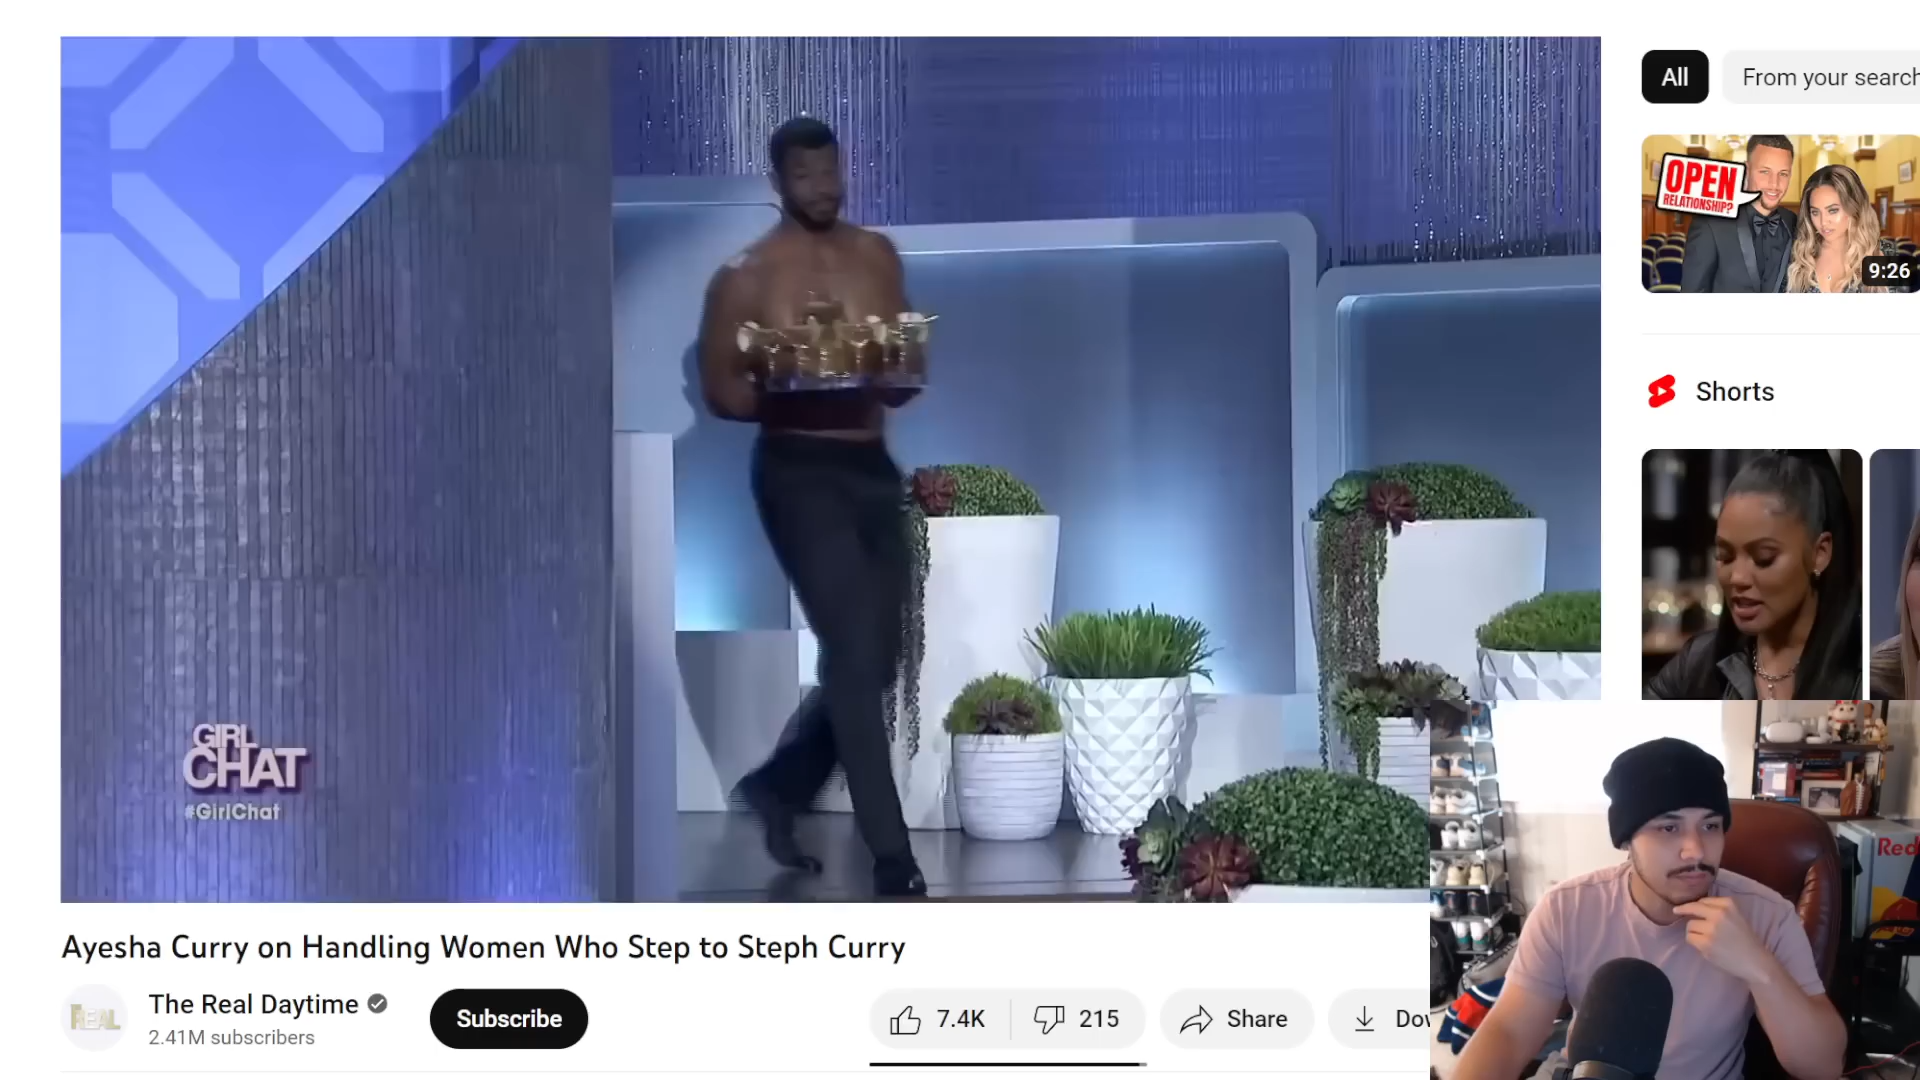 All
From your search
OPEN
RELATIONSHIP?
9:26
Shorts
GIRL
CHAT
#GirlChat
Red
Ayesha Curry on Handling Women Who Step to Steph Curry
REAL
The Real Daytime
2.41M subscribers
Subscribe
7.4K
215
Share
Dow